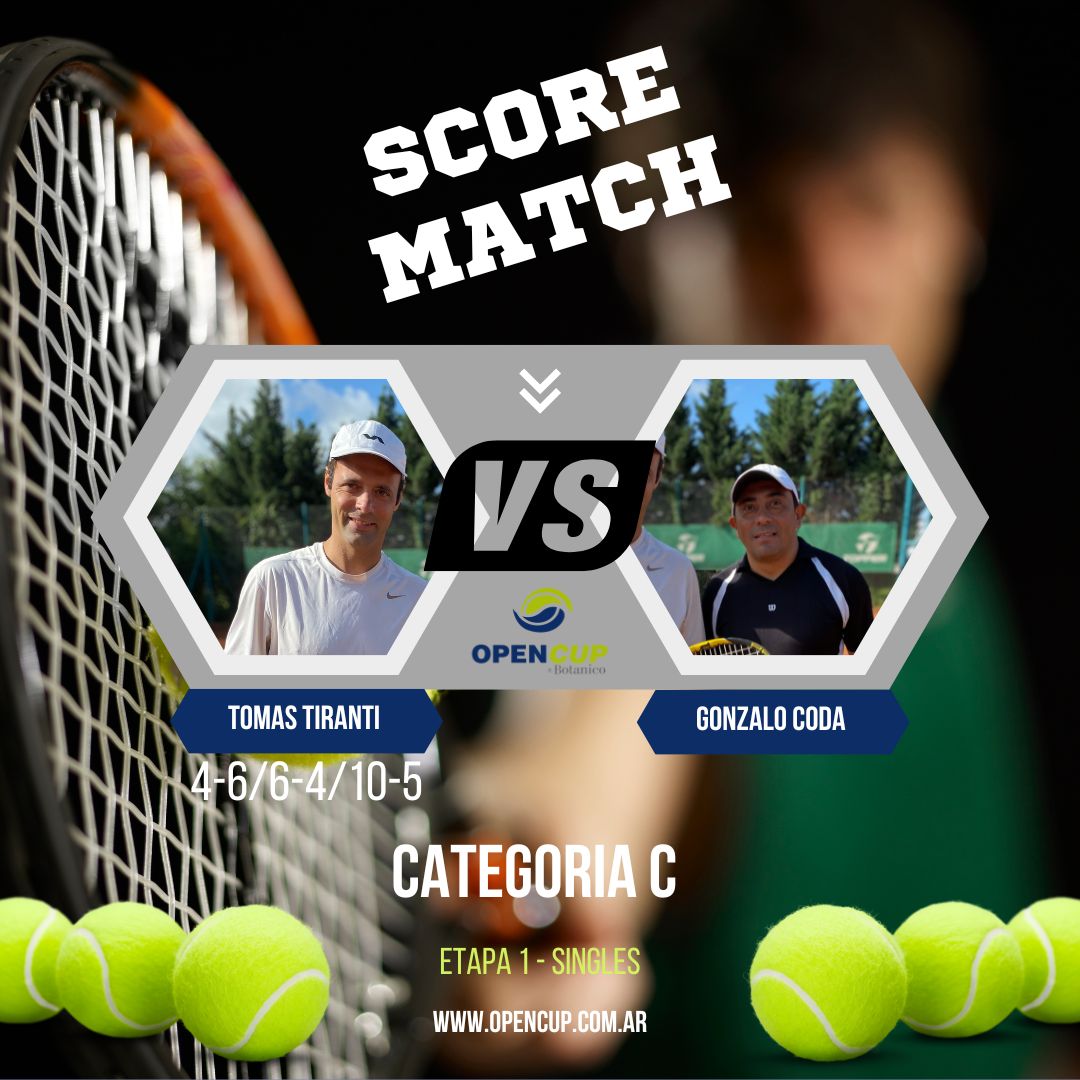 SCORE
MATCH
VS
OPENCUP
x Botanico
TOMAS TIRANTI
GONZALO CODA
4-6/6-4/10-5
CATEGORIA C
ETAPA 1 - SINGLES
WWW.OPENCUP.COM.AR